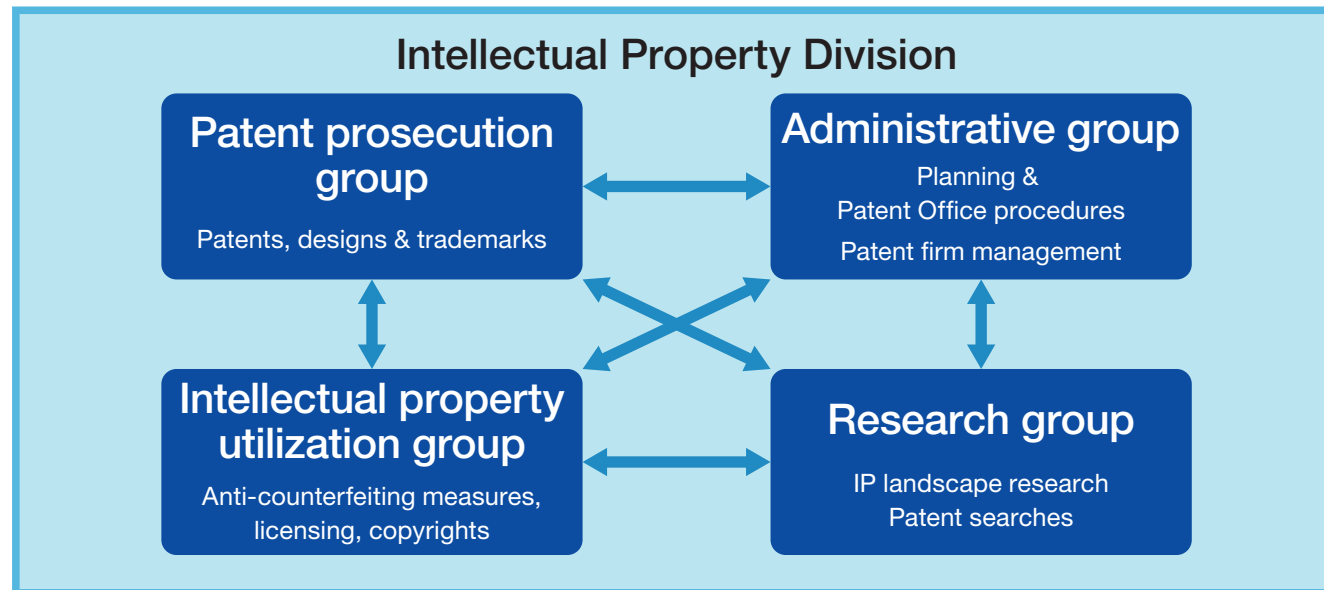 Intellectual Property Division
Patent prosecution
group
Patents, designs & trademarks
Administrative group
Planning &
Patent Office procedures
Patent firm management
Intellectual property
utilization group
Anti-counterfeiting measures,
licensing, copyrights
Research group
IP landscape research
Patent searches